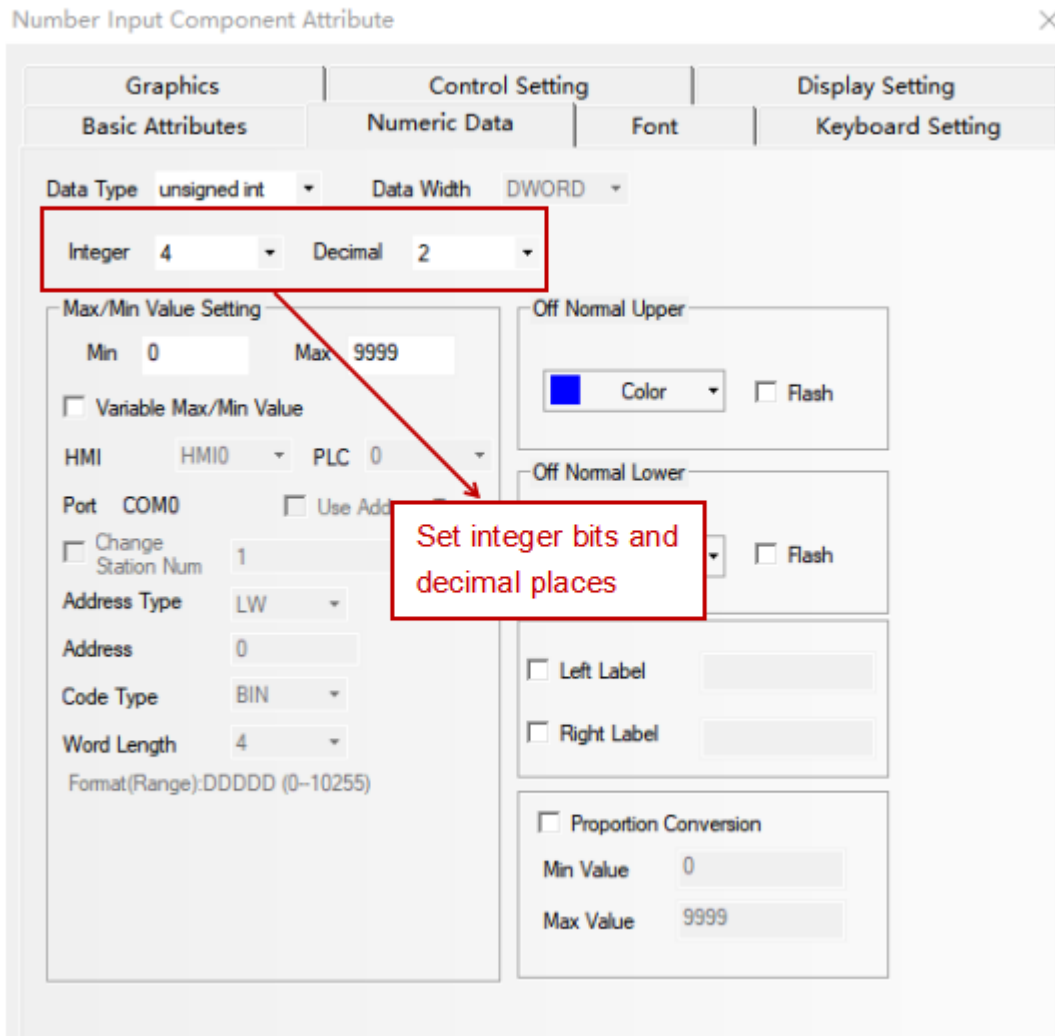 Number Input Component Attribute
Graphics Control Setting Display Setting
Basic Attributes Numeric Data Font Keyboard Setting
Data Type unsigned int Data Width DWORD
Integer 4 Decimal 2
Max/Min Value Setting
Min 0 Max 9999
Variable Max/Min Value
HMI HMI0 PLC 0
Port COM0 Use
Change
Station Num 1
Address Type LW
Address 0
Code Type BIN
Word Length 4
Format(Range):DDDDD (0--10255)
Off Normal Upper
Color Flash
Off Normal Lower
Flash
Set integer bits and
decimal places
Left Label
Right Label
Proportion Conversion
Min Value 0
Max Value 9999